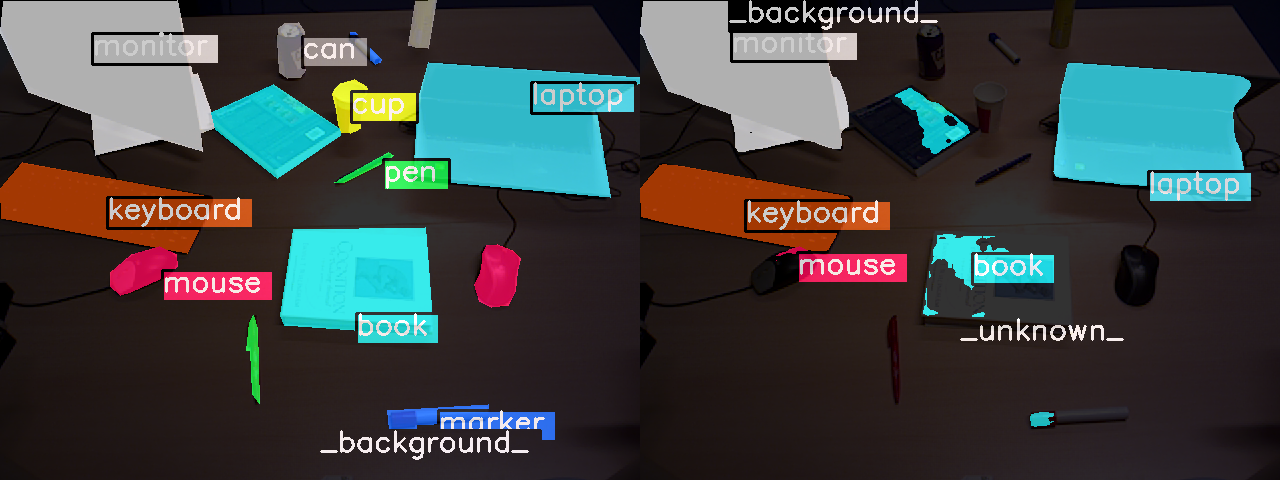 monitor
can
cup
laptop
pen
keyboard
mouse
book
marker
_background_
_background_
monitor
laptop
keyboard
mouse
book
_unknown_